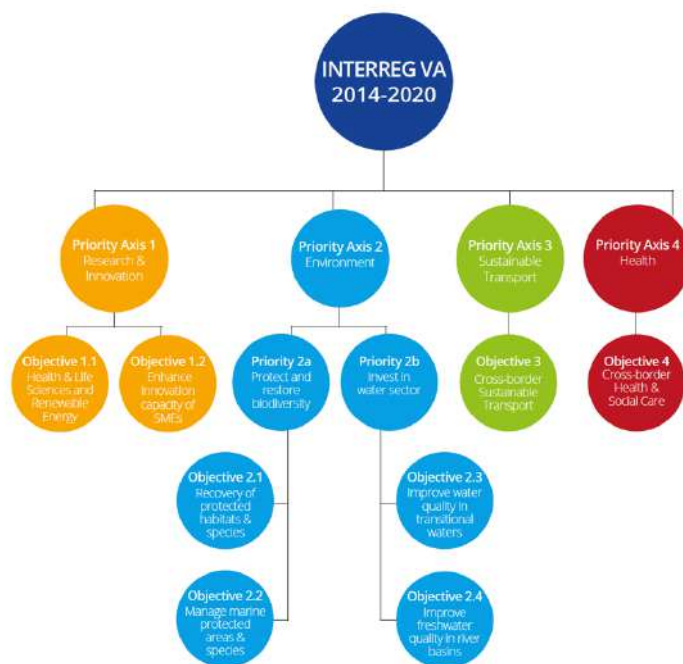 INTERREG VA
2014-2020
Priority Axis 1
Research &
Innovation
Priority Axis 2
Environment
Priority Axis 3
Sustainable
Transport
Priority Axis 4
Health
Objective 1.1
Health & Life
Sciences and
Renewable
Energy
Objective 1.2
Enhance
Innovation
capacity of
SMEs
Priority 2a
Protect and
restore
biodiversity
Priority 2b
Invest in
water sector
Objective 3
Cross-border
Sustainable
Transport
Objective 4
Cross-border
Health &
Social Care
Objective 2.1
Recovery of
protected
habitats &
species
Objective 2.3
Improve water
quality in
transitional
waters
Objective 2.2
Manage marine
protected
areas &
species
Objective 2.4
Improve
freshwater
quality in river
basins